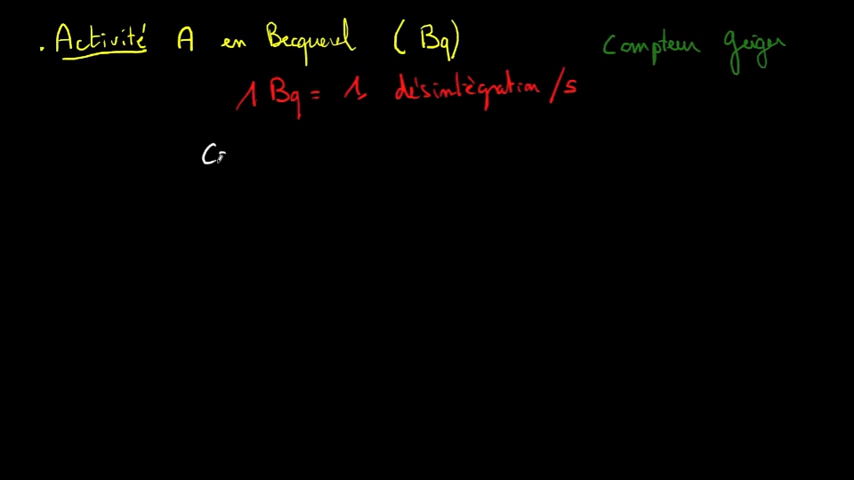 . Activité A en Becquerel (Bq)
Compteur Geiger
1 Bq = 1 désintégration /s